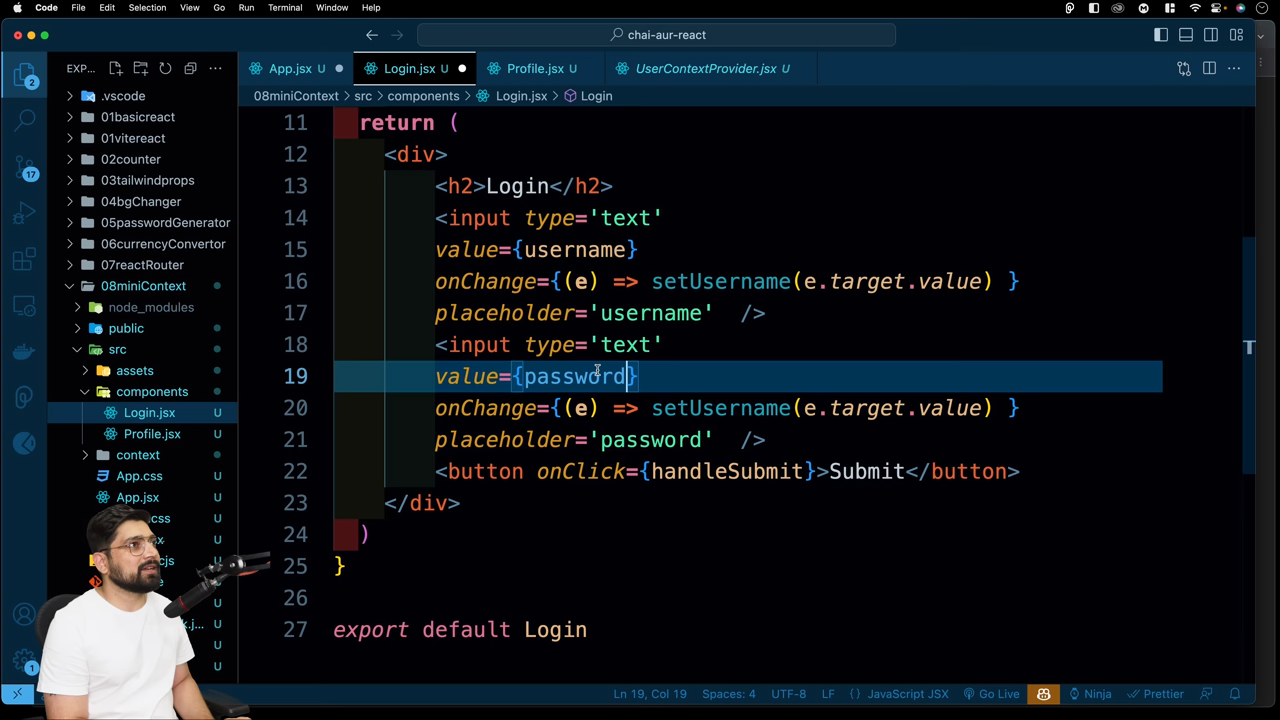 Code File Edit Selection View Go Run Terminal Window Help
chai-aur-react
EXP...
App.jsx U
Login.jsx U
Profile.jsx U
UserContextProvider.jsx U
08miniContext > src > components > Login.jsx > Login
.vscode
01basicreact
01vitereact
02counter
03tailwindprops
04bgChanger
05passwordGenerator
06currencyConvertor
07reactRouter
08miniContext
node_modules
public
src
assets
components
Login.jsx U
Profile.jsx U
context
App.css U
App.jsx U
U
U
U
U
U
U
U
2
17
1
11 return (
12 <div>
13 <h2>Login</h2>
14 <input type='text'
15 value={username}
16 onChange={(e) => setUsername(e.target.value) }
17 placeholder='username' />
18 <input type='text'
19 value={password}
20 onChange={(e) => setUsername(e.target.value) }
21 placeholder='password' />
22 <button onClick={handleSubmit}>Submit</button>
23 </div>
24 )
25 }
26
27 export default Login
Ln 19, Col 19 Spaces: 4 UTF-8 LF {} JavaScript JSX Go Live Ninja Prettier